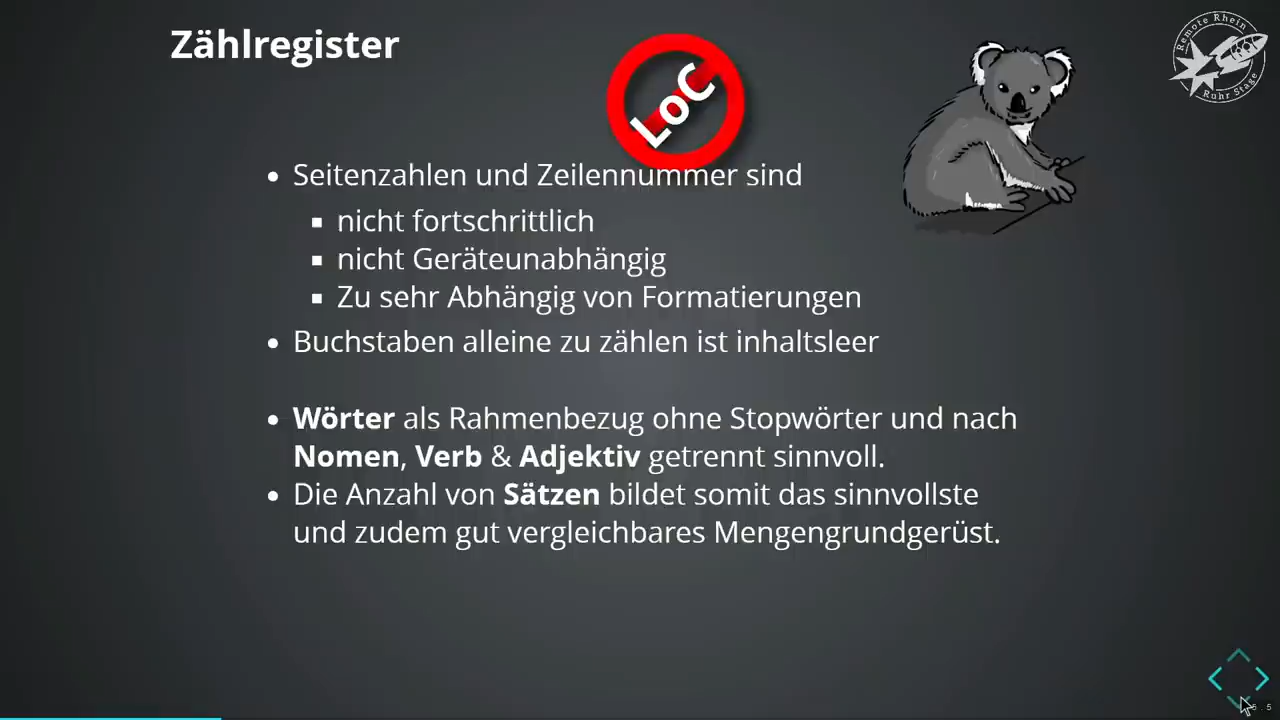 Zählregister
LoC
Remote Rhein
Ruhr Stage
Seitenzahlen und Zeilennummer sind
nicht fortschrittlich
nicht Geräteunabhängig
Zu sehr Abhängig von Formatierungen
Buchstaben alleine zu zählen ist inhaltsleer
Wörter als Rahmenbezug ohne Stopwörter und nach
Nomen, Verb & Adjektiv getrennt sinnvoll.
Die Anzahl von Sätzen bildet somit das sinnvollste
und zudem gut vergleichbares Mengengrundgerüst.